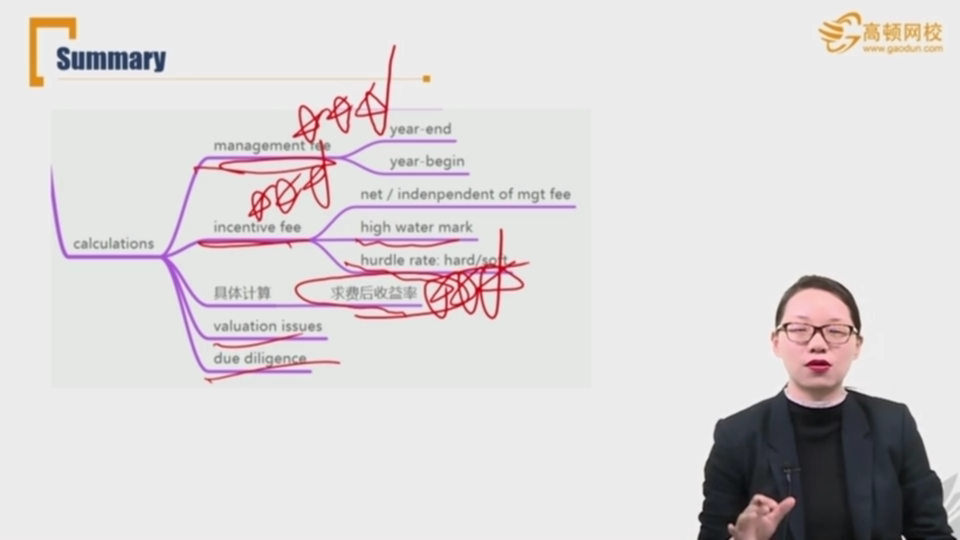 Summary
高顿网校
www.gaodun.com
management fee
year-end
year-begin
net / indenpendent of mgt fee
incentive fee
high water mark
calculations
hurdle rate: hard/soft
具体计算
求费后收益率
valuation issues
due diligence